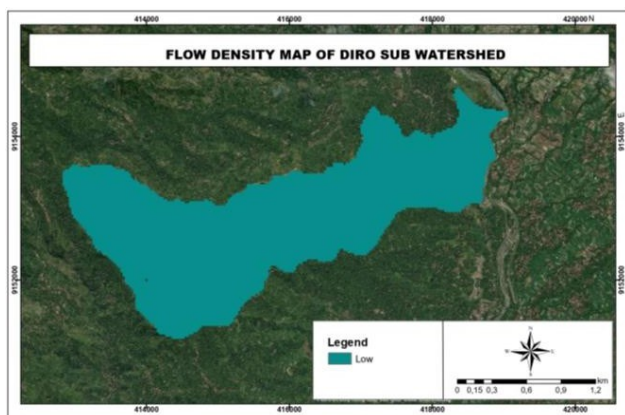 414000 416000 418000 420000 N
FLOW DENSITY MAP OF DIRO SUB WATERSHED
9154000 9154000 E
9152000 9152000
Legend
Low
N
W E
S
km
0 0,15 0,3 0,6 0,9 1,2
414000 416000 418000 420000